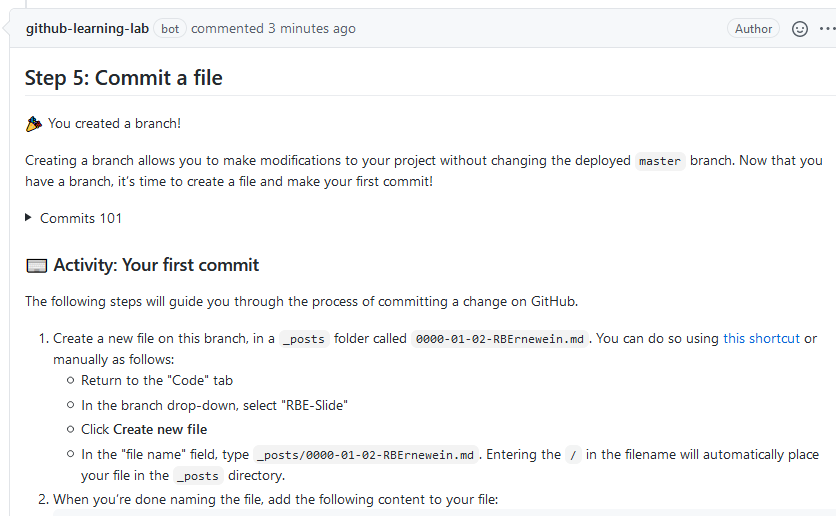 github-learning-lab bot commented 3 minutes ago Author
Step 5: Commit a file
You created a branch!
Creating a branch allows you to make modifications to your project without changing the deployed master branch. Now that you
have a branch, it's time to create a file and make your first commit!
Commits 101
Activity: Your first commit
The following steps will guide you through the process of committing a change on GitHub.
1. Create a new file on this branch, in a _posts folder called 0000-01-02-RBErnewein.md. You can do so using this shortcut or
manually as follows:
Return to the "Code" tab
In the branch drop-down, select "RBE-Slide"
Click Create new file
In the "file name" field, type _posts/0000-01-02-RBErnewein.md. Entering the / in the filename will automatically place
your file in the _posts directory.
2. When you're done naming the file, add the following content to your file: